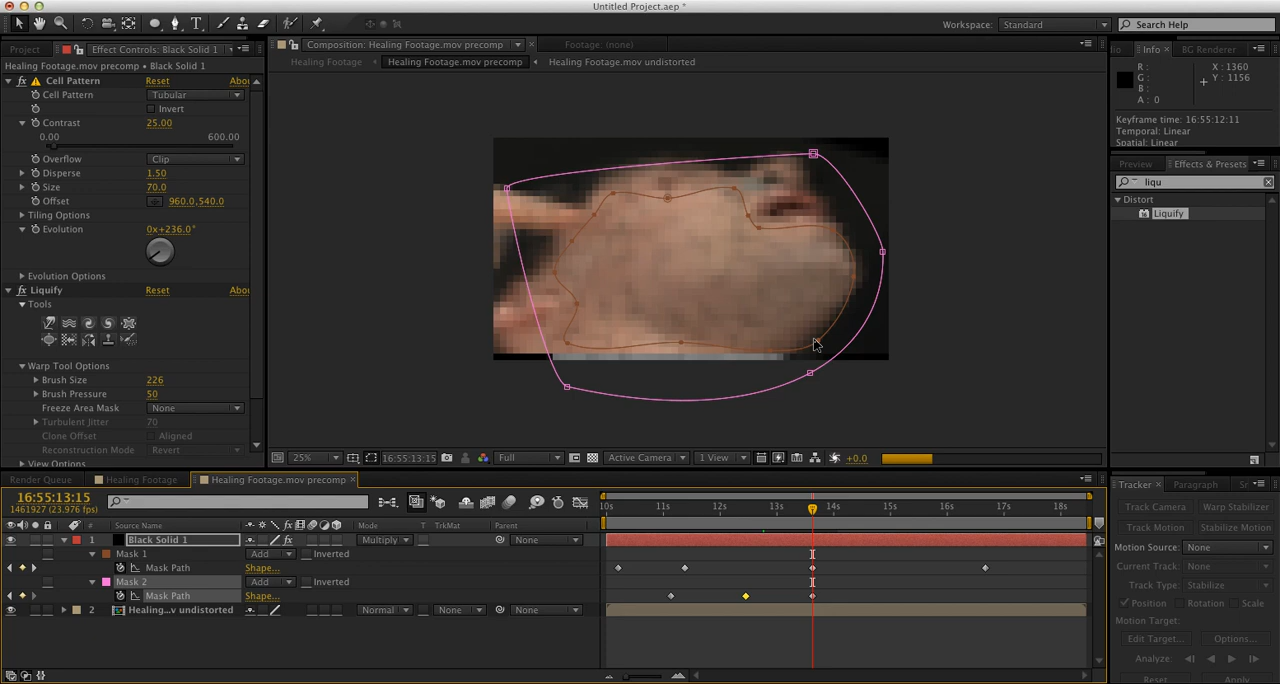 Untitled Project.aep *
Workspace: Standard
Search Help
Project
Effect Controls: Black Solid 1
Healing Footage.mov precomp • Black Solid 1
fx Cell Pattern Reset Abou
Cell Pattern Tubular
Invert
Contrast 25.00
0.00 600.00
Overflow Clip
Disperse 1.50
Size 70.0
Offset 960.0,540.0
Tiling Options
Evolution 0x+236.0°
Evolution Options
fx Liquify Reset Abou
Tools
Warp Tool Options
Brush Size 226
Brush Pressure 50
Freeze Area Mask None
Turbulent Jitter 70
Clone Offset Aligned
Reconstruction Mode Revert
View Options
Composition: Healing Footage.mov precomp
Footage: (none)
Healing Footage
Healing Footage.mov precomp
Healing Footage.mov undistorted
25%
16:55:13:15
Full
Active Camera
1 View
+0.0
Info
BG Renderer
R :
G :
B :
A : 0
X : 1360
Y : 1156
Keyframe time: 16:55:12:11
Temporal: Linear
Spatial: Linear
Preview
Effects & Presets
liqu
Distort
Liquify
Render Queue
Healing Footage
Healing Footage.mov precomp
16:55:13:15
1461927 (23.976 fps)
10s 11s 12s 13s 14s 15s 16s 17s 18s
# Source Name Mode T TrkMat Parent
1 Black Solid 1 Multiply None
Mask 1 Add Inverted
Mask Path Shape...
Mask 2 Add Inverted
Mask Path Shape...
2 Healing...v undistorted Normal None None
Tracker
Paragraph
Track Camera
Warp Stabilizer
Track Motion
Stabilize Motion
Motion Source: None
Current Track: None
Track Type: Stabilize
Position Rotation Scale
Motion Target:
Edit Target...
Options...
Analyze:
Reset
Apply